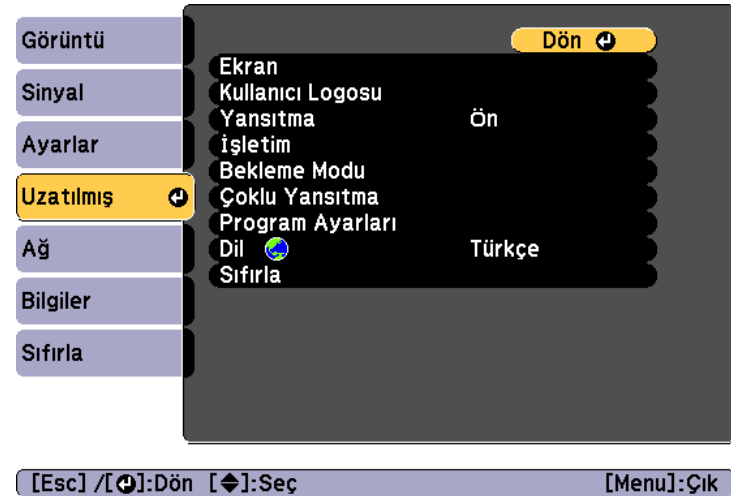 Görüntü
Sinyal
Ayarlar
Uzatılmış
Ağ
Bilgiler
Sıfırla
Dön
Ekran
Kullanıcı Logosu
Yansıtma Ön
İşletim
Bekleme Modu
Çoklu Yansıtma
Program Ayarları
Dil Türkçe
Sıfırla
[Esc] /[⏎]:Dön [◆]:Seç [Menu]:Çık